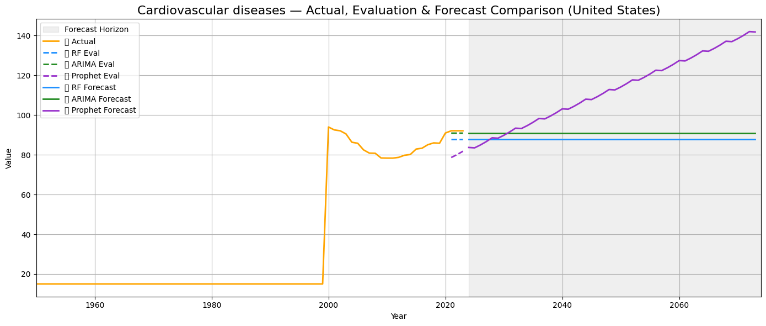 Cardiovascular diseases — Actual, Evaluation & Forecast Comparison (United States)
Forecast Horizon
▯ Actual
▯ RF Eval
▯ ARIMA Eval
▯ Prophet Eval
▯ RF Forecast
▯ ARIMA Forecast
▯ Prophet Forecast
140
120
100
80
60
40
20
Value
1960
1980
2000
2020
2040
2060
Year